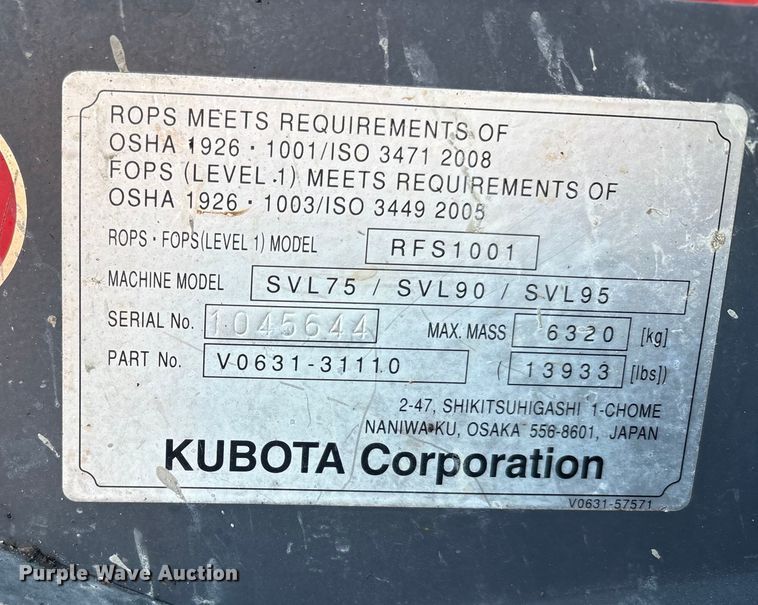 ROPS MEETS REQUIREMENTS OF
OSHA 1926 · 1001/ISO 3471 2008
FOPS (LEVEL 1) MEETS REQUIREMENTS OF
OSHA 1926 · 1003/ISO 3449 2005
ROPS · FOPS(LEVEL 1) MODEL RFS1001
MACHINE MODEL SVL75 / SVL90 / SVL95
SERIAL No. 1045644 MAX. MASS 6320 [kg]
PART No. V0631-31110 ( 13933 [lbs])
2-47, SHIKITSUHIGASHI 1-CHOME
NANIWA-KU, OSAKA 556-8601, JAPAN
KUBOTA Corporation
V0631-57571
Purple Wave Auction